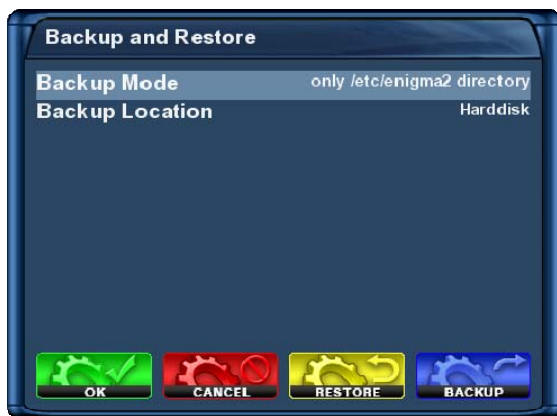 Backup and Restore
Backup Mode only /etc/enigma2 directory
Backup Location Harddisk
OK CANCEL RESTORE BACKUP